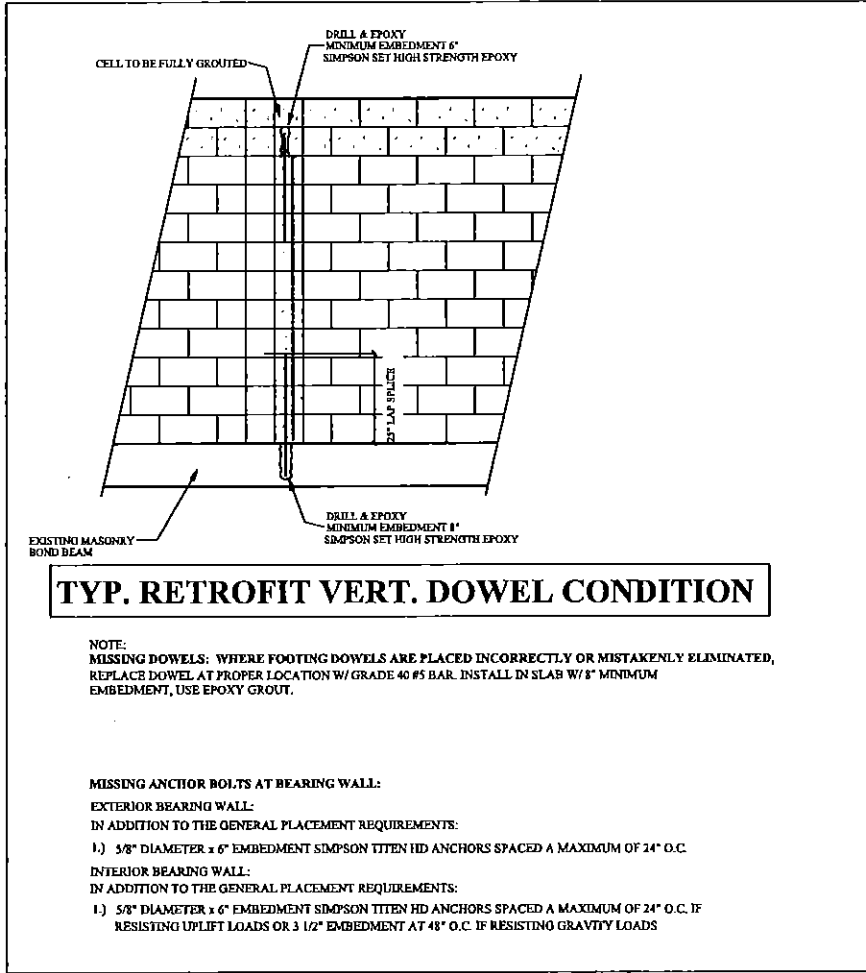 DRILL & EPOXY
MINIMUM EMBEDMENT 6"
SIMPSON SET HIGH STRENGTH EPOXY
CELL TO BE FULLY GROUTED
25" LAP SPLICE
DRILL & EPOXY
MINIMUM EMBEDMENT 8"
SIMPSON SET HIGH STRENGTH EPOXY
EXISTING MASONRY
BOND BEAM
TYP. RETROFIT VERT. DOWEL CONDITION
NOTE:
MISSING DOWELS: WHERE FOOTING DOWELS ARE PLACED INCORRECTLY OR MISTAKENLY ELIMINATED,
REPLACE DOWEL AT PROPER LOCATION W/ GRADE 40 #5 BAR. INSTALL IN SLAB W/ 8" MINIMUM
EMBEDMENT, USE EPOXY GROUT.
MISSING ANCHOR BOLTS AT BEARING WALL:
EXTERIOR BEARING WALL:
IN ADDITION TO THE GENERAL PLACEMENT REQUIREMENTS:
1.) 5/8" DIAMETER x 6" EMBEDMENT SIMPSON TITEN HD ANCHORS SPACED A MAXIMUM OF 24" O.C.
INTERIOR BEARING WALL:
IN ADDITION TO THE GENERAL PLACEMENT REQUIREMENTS:
1.) 5/8" DIAMETER x 6" EMBEDMENT SIMPSON TITEN HD ANCHORS SPACED A MAXIMUM OF 24" O.C. IF
RESISTING UPLIFT LOADS OR 3 1/2" EMBEDMENT AT 48" O.C. IF RESISTING GRAVITY LOADS